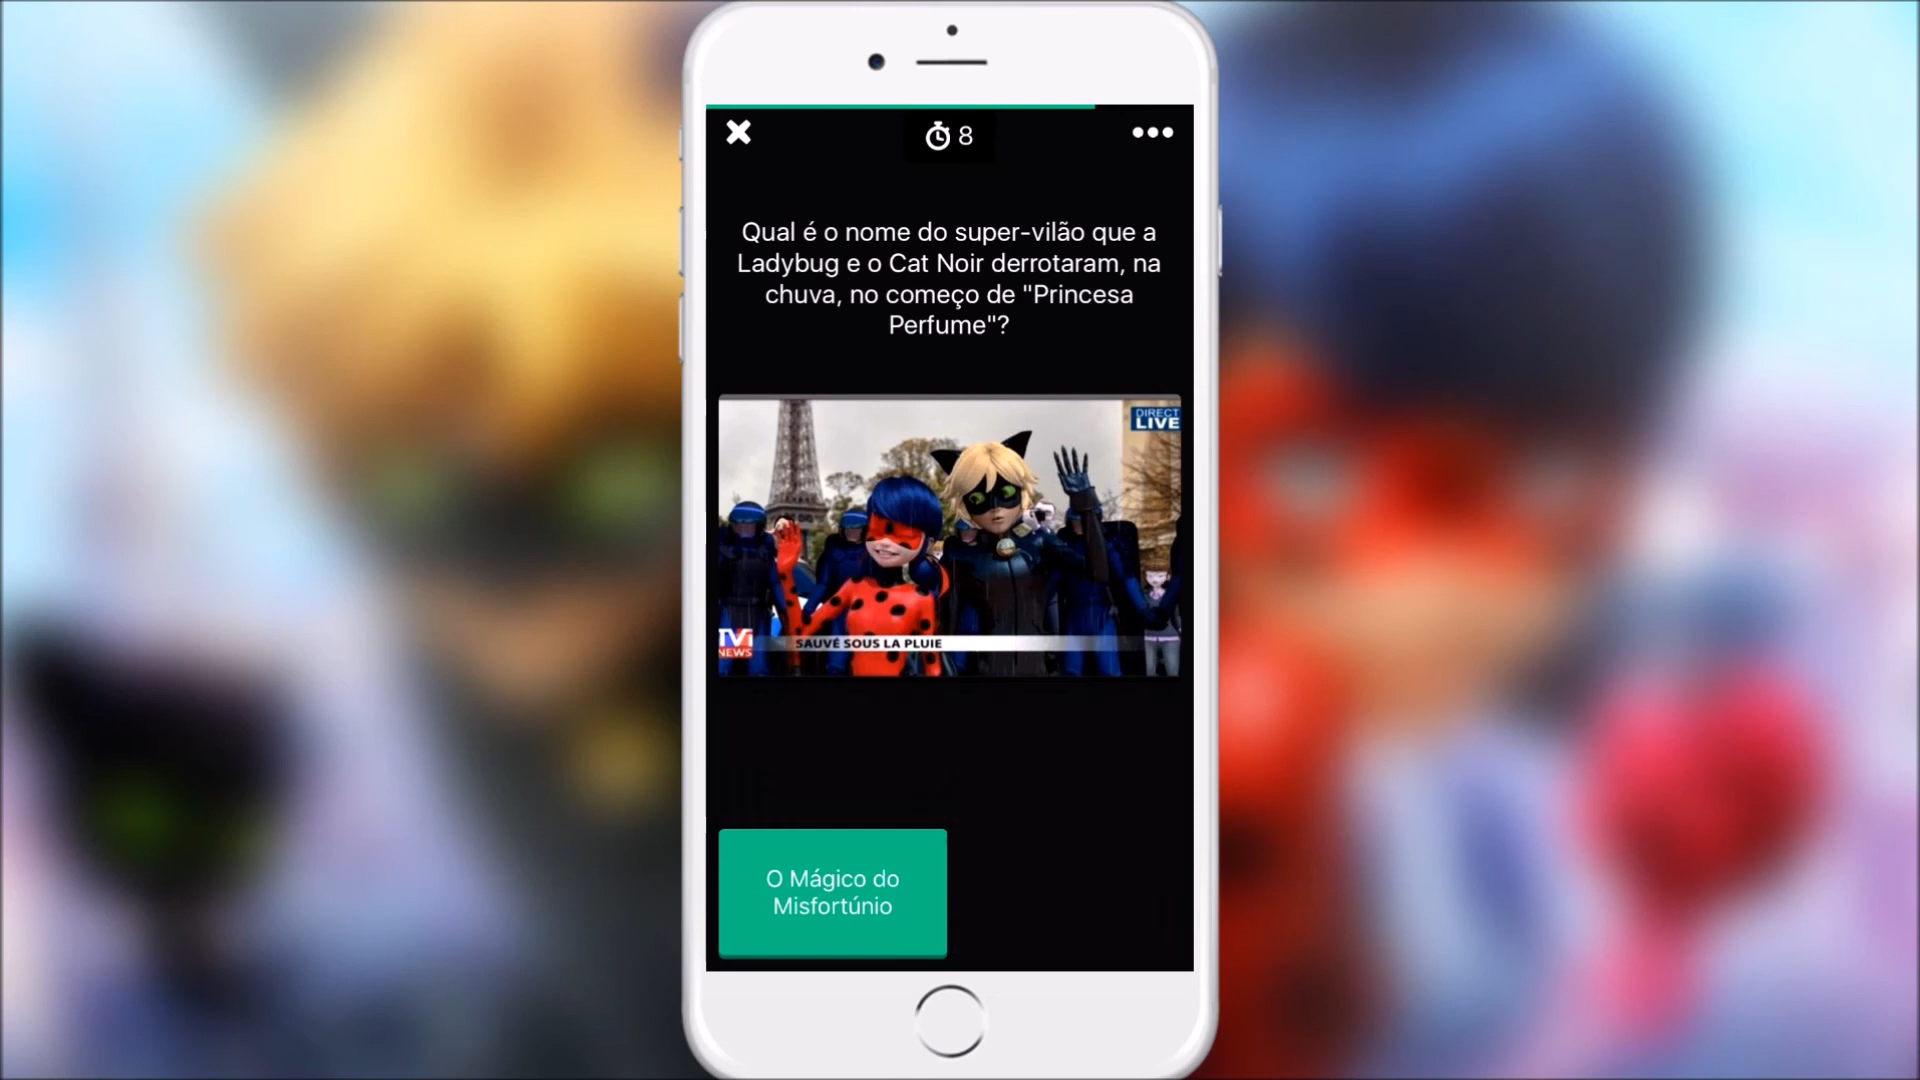 8
Qual é o nome do super-vilão que a
Ladybug e o Cat Noir derrotaram, na
chuva, no começo de "Princesa
Perfume"?
DIRECT
LIVE
TVi
NEWS
SAUVÉ SOUS LA PLUIE
O Mágico do
Misfortúnio